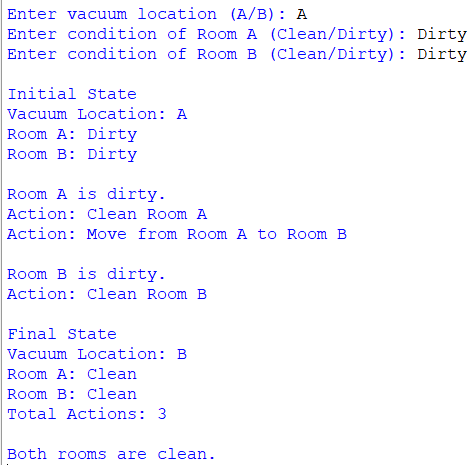 Enter vacuum location (A/B): A
Enter condition of Room A (Clean/Dirty): Dirty
Enter condition of Room B (Clean/Dirty): Dirty
Initial State
Vacuum Location: A
Room A: Dirty
Room B: Dirty
Room A is dirty.
Action: Clean Room A
Action: Move from Room A to Room B
Room B is dirty.
Action: Clean Room B
Final State
Vacuum Location: B
Room A: Clean
Room B: Clean
Total Actions: 3
Both rooms are clean.